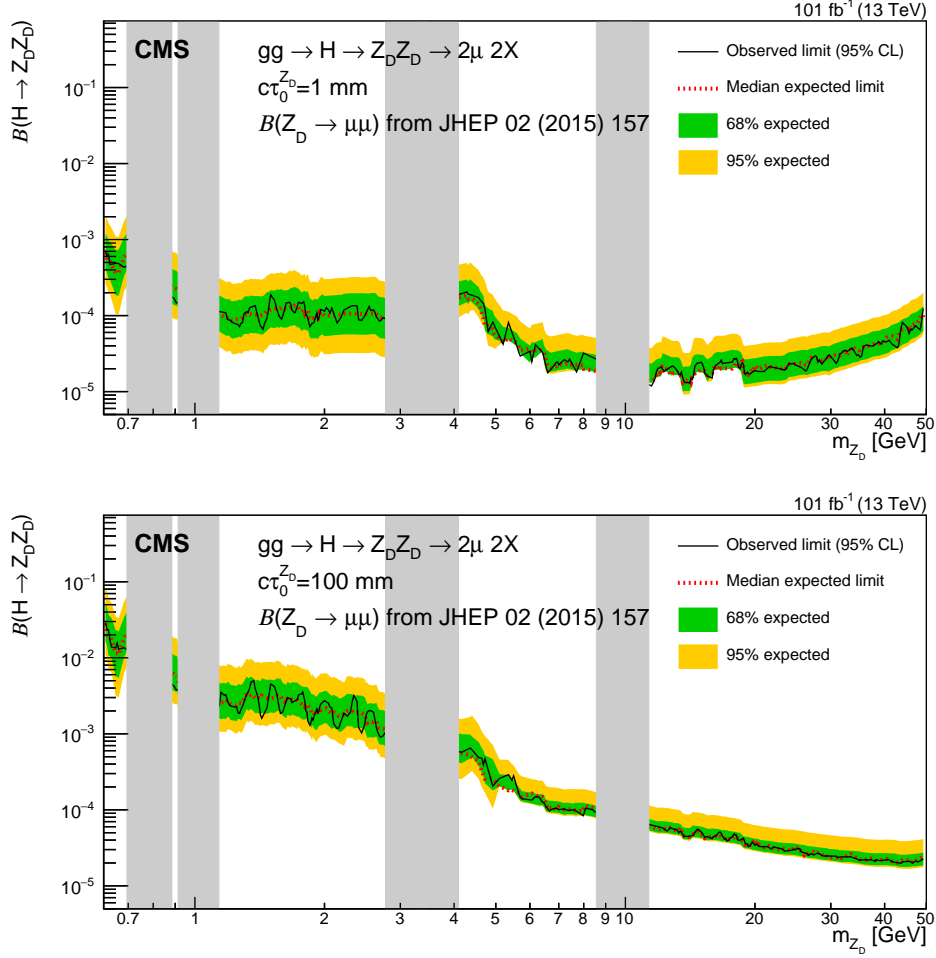 101 fb⁻¹ (13 TeV)
B(H → Z_D Z_D)
CMS
gg → H → Z_D Z_D → 2μ 2X
cτ₀^{Z_D}=1 mm
B(Z_D → μμ) from JHEP 02 (2015) 157
Observed limit (95% CL)
Median expected limit
68% expected
95% expected
10⁻¹
10⁻²
10⁻³
10⁻⁴
10⁻⁵
0.7 1 2 3 4 5 6 7 8 9 10 20 30 40 50
m_{Z_D} [GeV]
101 fb⁻¹ (13 TeV)
B(H → Z_D Z_D)
CMS
gg → H → Z_D Z_D → 2μ 2X
cτ₀^{Z_D}=100 mm
B(Z_D → μμ) from JHEP 02 (2015) 157
Observed limit (95% CL)
Median expected limit
68% expected
95% expected
10⁻¹
10⁻²
10⁻³
10⁻⁴
10⁻⁵
0.7 1 2 3 4 5 6 7 8 9 10 20 30 40 50
m_{Z_D} [GeV]